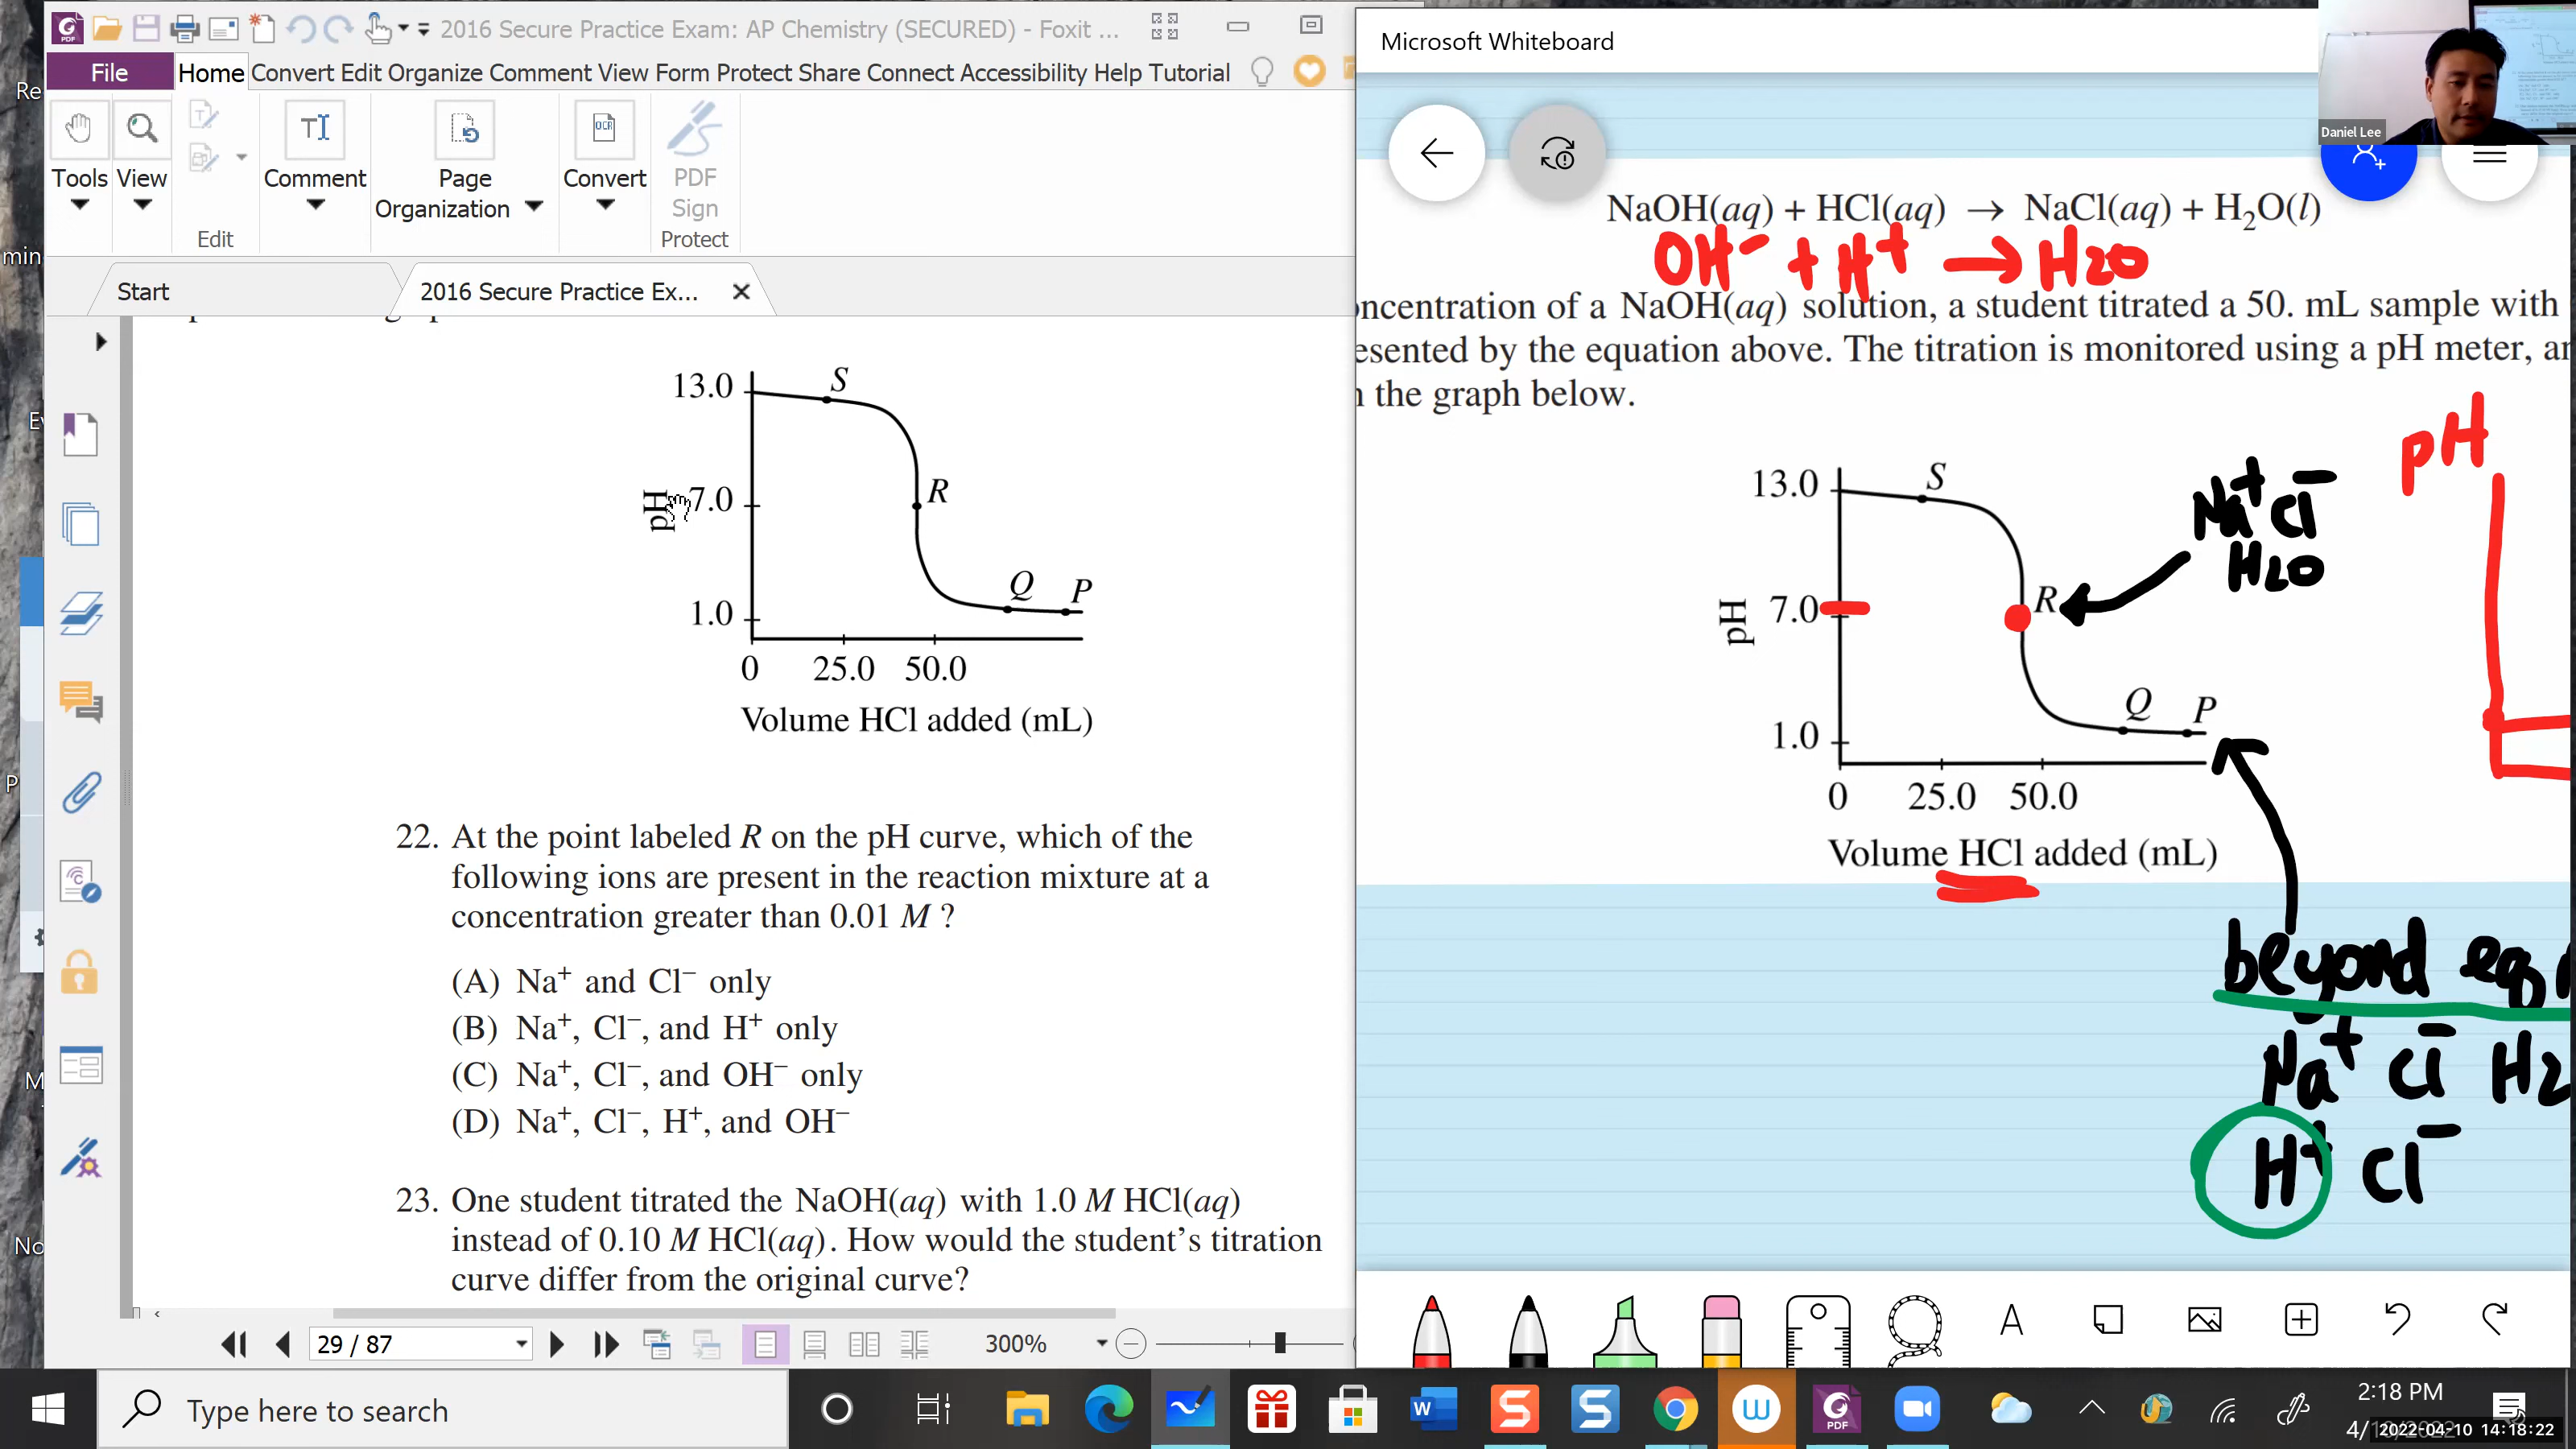 2016 Secure Practice Exam: AP Chemistry (SECURED) - Foxit ...
File Home Convert Edit Organize Comment View Form Protect Share Connect Accessibility Help Tutorial
Tools View Edit Comment Page Organization Convert PDF Sign Protect
Start
2016 Secure Practice Ex...
13.0
S
pH
7.0
R
Q
P
1.0
0 25.0 50.0
Volume HCl added (mL)
22. At the point labeled R on the pH curve, which of the
following ions are present in the reaction mixture at a
concentration greater than 0.01 M ?
(A) Na⁺ and Cl⁻ only
(B) Na⁺, Cl⁻, and H⁺ only
(C) Na⁺, Cl⁻, and OH⁻ only
(D) Na⁺, Cl⁻, H⁺, and OH⁻
23. One student titrated the NaOH(aq) with 1.0 M HCl(aq)
instead of 0.10 M HCl(aq). How would the student's titration
curve differ from the original curve?
29 / 87
300%
Microsoft Whiteboard
Daniel Lee
NaOH(aq) + HCl(aq) → NaCl(aq) + H₂O(l)
OH⁻ + H⁺ → H₂O
oncentration of a NaOH(aq) solution, a student titrated a 50. mL sample with
esented by the equation above. The titration is monitored using a pH meter, an
the graph below.
pH
13.0
S
Na⁺ Cl⁻
H₂O
pH
7.0
R
Q
P
1.0
0 25.0 50.0
Volume HCl added (mL)
beyond
Na⁺ Cl⁻ H₂
H⁺ Cl⁻
Type here to search
2:18 PM
2022-04-10 14:18:22